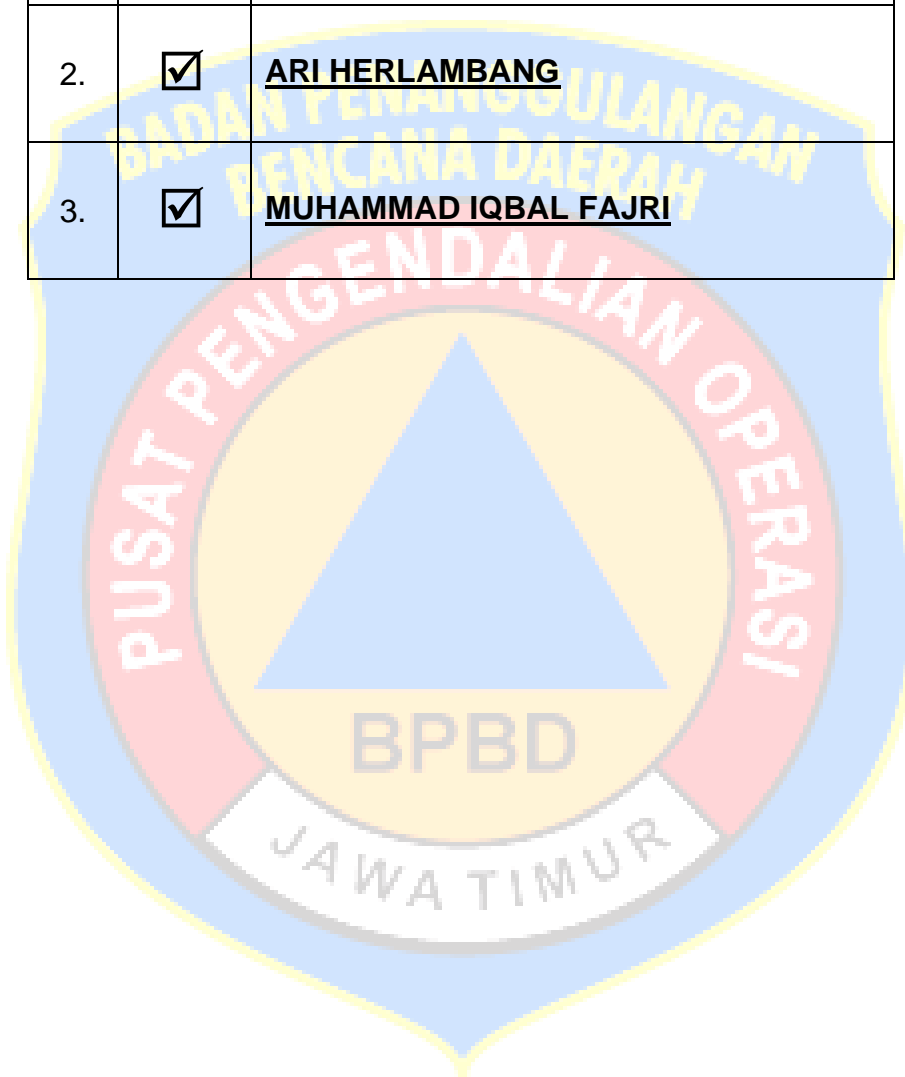 2. ☑ ARI HERLAMBANG
BADAN PENANGGULANGAN
BENCANA DAERAH
3. ☑ MUHAMMAD IQBAL FAJRI
PUSAT PENGENDALIAN OPERASI
BPBD
JAWA TIMUR